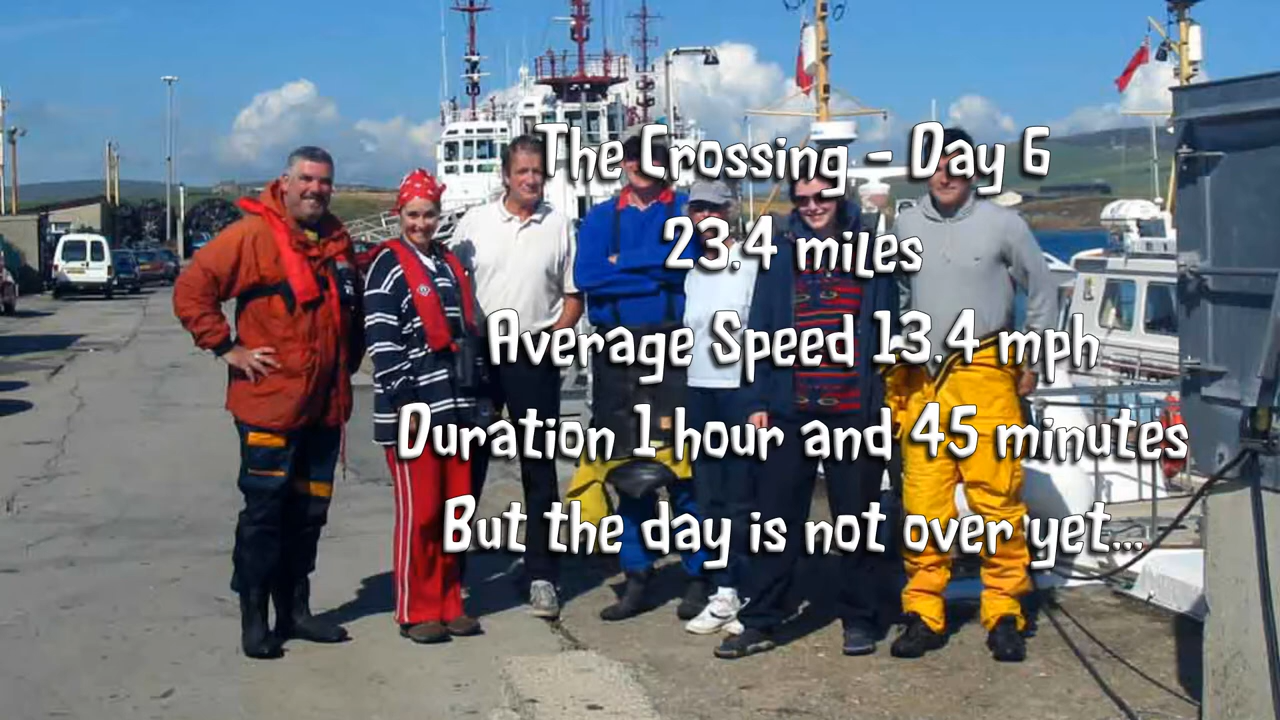 The Crossing - Day 6
23.4 miles
Average Speed 13.4 mph
Duration 1 hour and 45 minutes
But the day is not over yet...